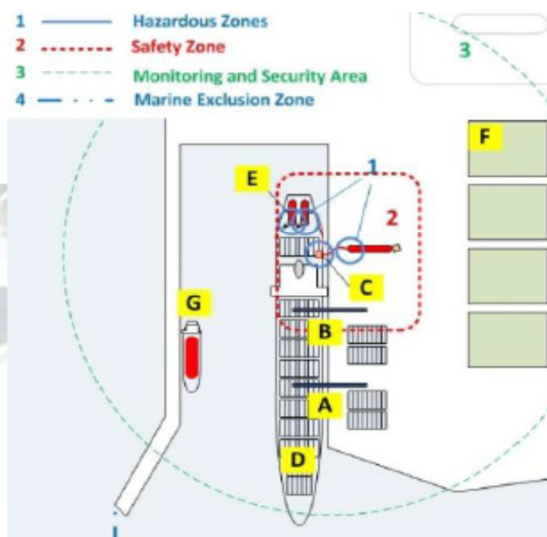 1 Hazardous Zones
2 Safety Zone
3 Monitoring and Security Area
4 Marine Exclusion Zone
3
F
E
1
2
C
G
B
A
D